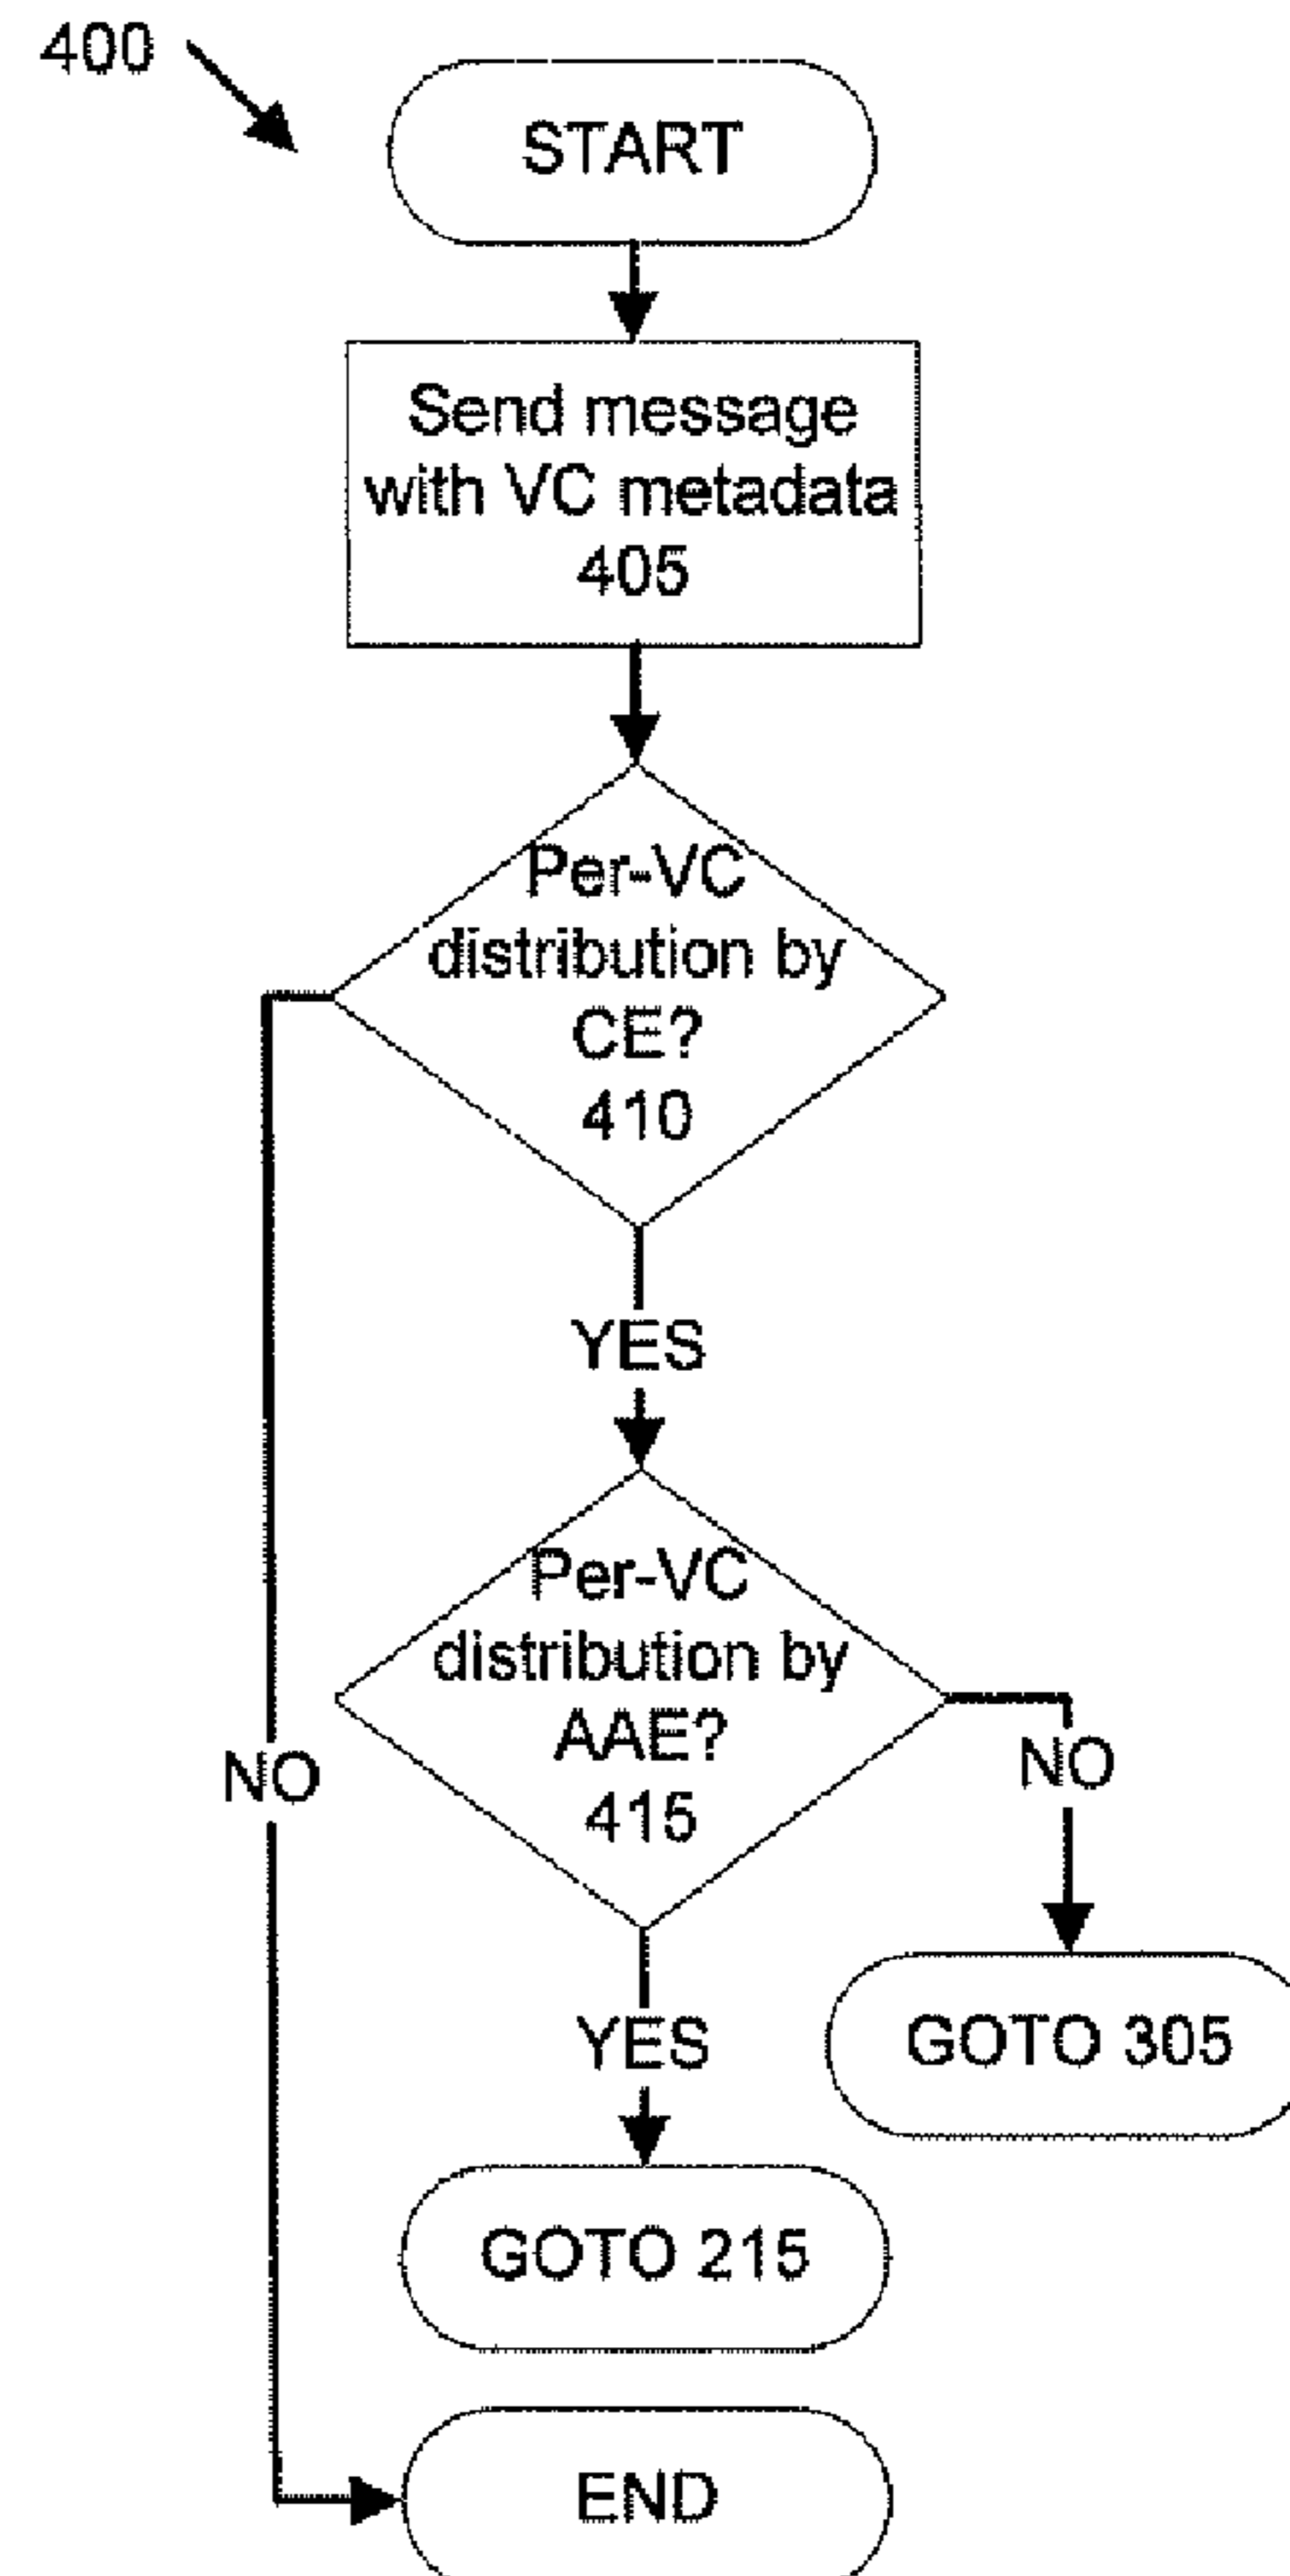 400
START
Send message
with VC metadata
405
Per-VC
distribution by
CE?
410
YES
Per-VC
distribution by
AAE?
415
NO
NO
YES
GOTO 305
GOTO 215
END